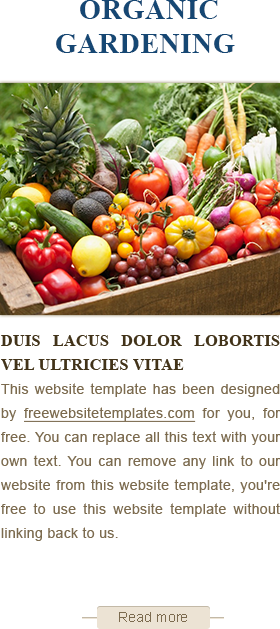 ORGANIC
GARDENING
DUIS LACUS DOLOR LOBORTIS
VEL ULTRICIES VITAE
This website template has been designed
by freewebsitetemplates.com for you, for
free. You can replace all this text with your
own text. You can remove any link to our
website from this website template, you're
free to use this website template without
linking back to us.
Read more